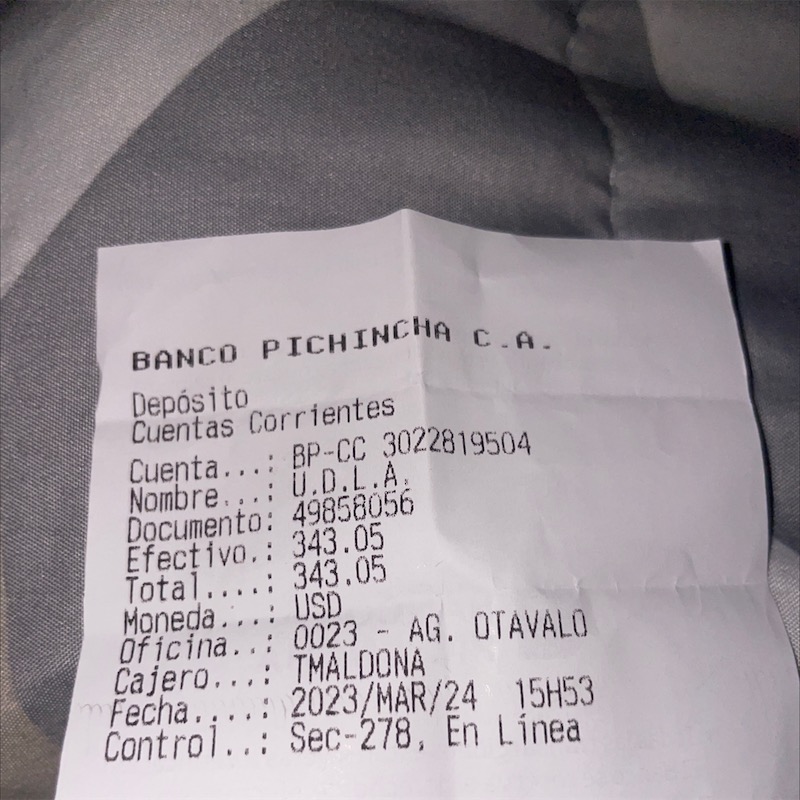 BANCO PICHINCHA C.A.
Depósito
Cuentas Corrientes
Cuenta...: BP-CC 3022819504
Nombre...: U.D.L.A.
Documento: 49858056
Efectivo.: 343.05
Total....: 343.05
Moneda...: USD
Oficina..: 0023 - AG. OTAVALO
Cajero...: TMALDONA
Fecha....: 2023/MAR/24 15H53
Control..: Sec-278, En Línea